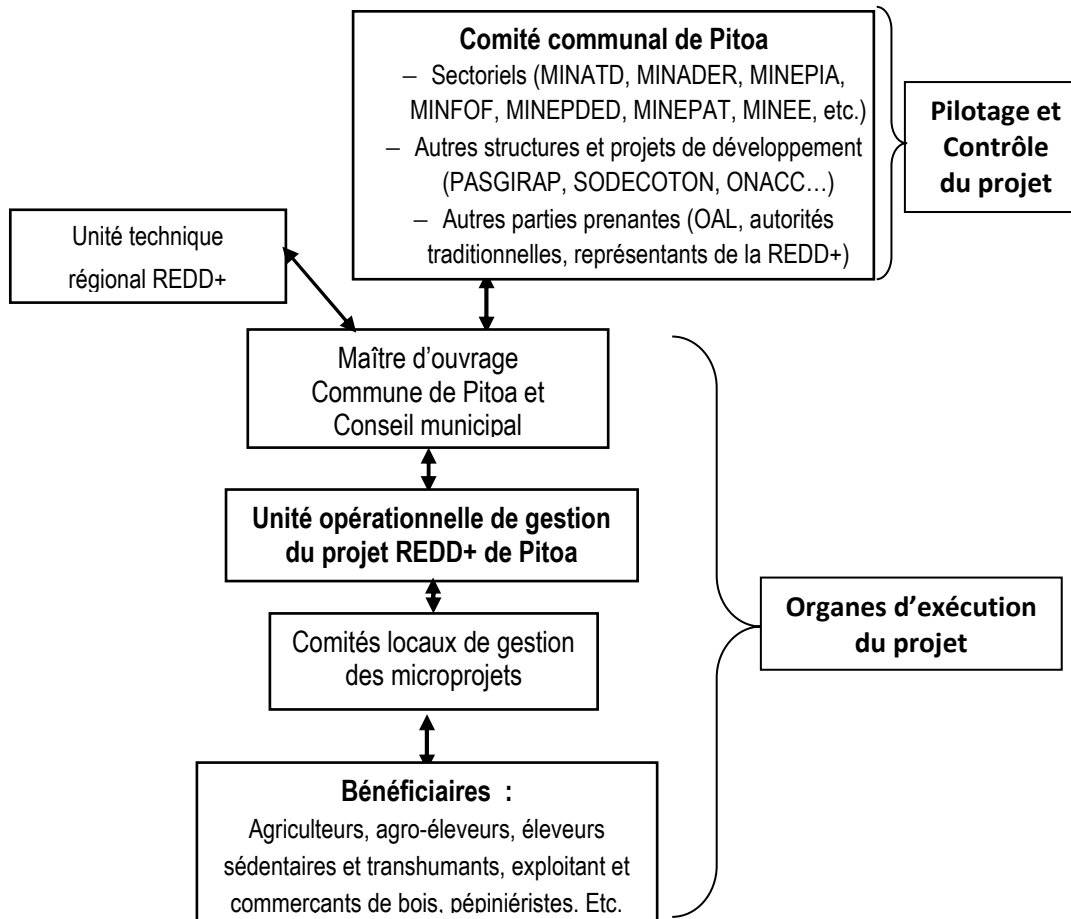 Comité communal de Pitoa
– Sectoriels (MINATD, MINADER, MINEPIA,
MINFOF, MINEPDED, MINEPAT, MINEE, etc.)
– Autres structures et projets de développement
(PASGIRAP, SODECOTON, ONACC…)
– Autres parties prenantes (OAL, autorités
traditionnelles, représentants de la REDD+)
Pilotage et
Contrôle
du projet
Unité technique
régional REDD+
Maître d’ouvrage
Commune de Pitoa et
Conseil municipal
Unité opérationnelle de gestion
du projet REDD+ de Pitoa
Comités locaux de gestion
des microprojets
Organes d’exécution
du projet
Bénéficiaires :
Agriculteurs, agro-éleveurs, éleveurs
sédentaires et transhumants, exploitant et
commerçants de bois, pépiniéristes. Etc.